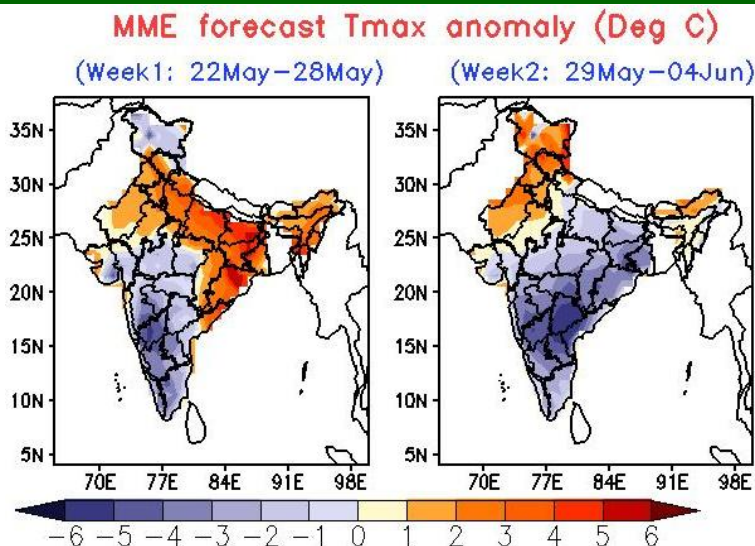 MME forecast Tmax anomaly (Deg C)
(Week1: 22May-28May)
(Week2: 29May-04Jun)
35N
30N
25N
20N
15N
10N
5N
70E 77E 84E 91E 98E
35N
30N
25N
20N
15N
10N
5N
70E 77E 84E 91E 98E
-6 -5 -4 -3 -2 -1 0 1 2 3 4 5 6